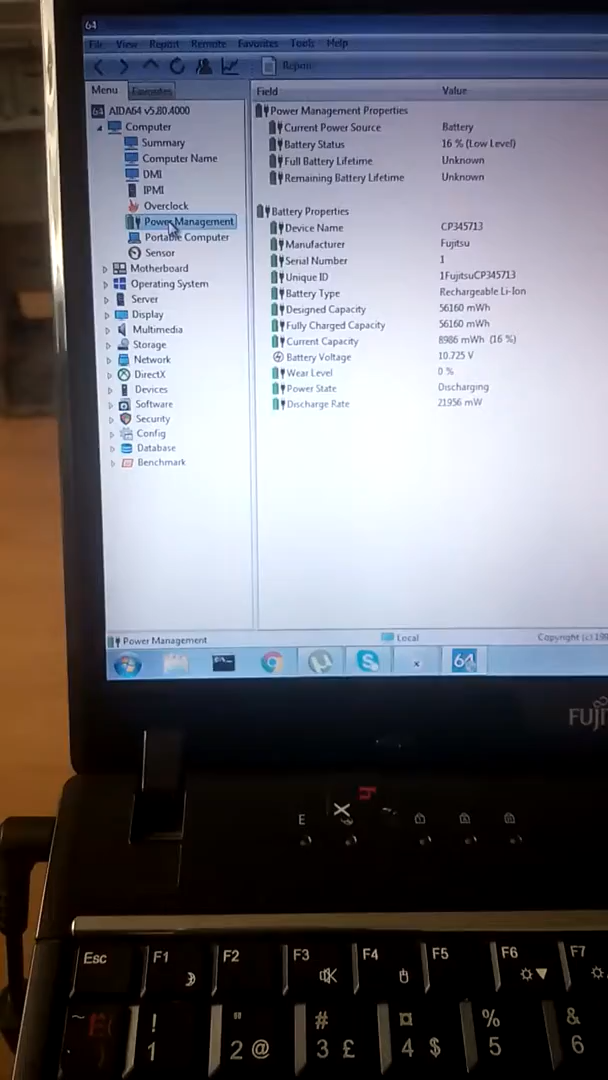 64
File View Report Remote Favorites Tools Help
Report
Menu Favorites
Field Value
64 AIDA64 v5.80.4000
Computer
Summary
Computer Name
DMI
IPMI
Overclock
Power Management
Portable Computer
Sensor
Motherboard
Operating System
Server
Display
Multimedia
Storage
Network
DirectX
Devices
Software
Security
Config
Database
Benchmark
Power Management Properties
Current Power Source Battery
Battery Status 16 % (Low Level)
Full Battery Lifetime Unknown
Remaining Battery Lifetime Unknown
Battery Properties
Device Name CP345713
Manufacturer Fujitsu
Serial Number 1
Unique ID 1FujitsuCP345713
Battery Type Rechargeable Li-Ion
Designed Capacity 56160 mWh
Fully Charged Capacity 56160 mWh
Current Capacity 8986 mWh (16 %)
Battery Voltage 10.725 V
Wear Level 0 %
Power State Discharging
Discharge Rate 21956 mW
Power Management Local Copyright (c) 199
64
FUJI
E
Esc F1 F2 F3 F4 F5 F6 F7
~ ! " # ¤ % &
1 2 @ 3 £ 4 $ 5 6